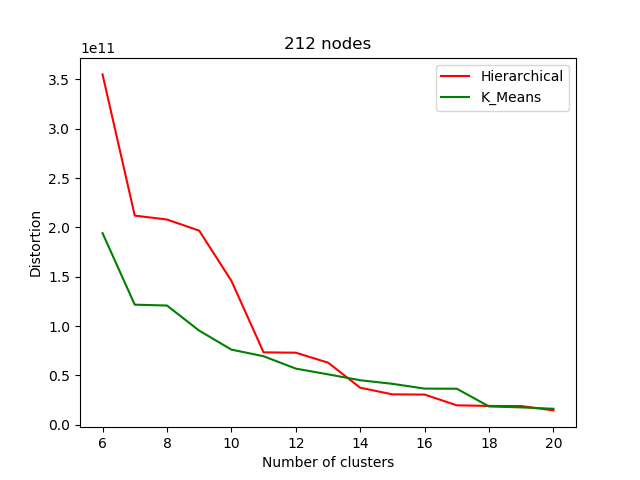 212 nodes
1e11
Hierarchical
K_Means
3.5
3.0
2.5
2.0
1.5
1.0
0.5
0.0
Distortion
6 8 10 12 14 16 18 20
Number of clusters